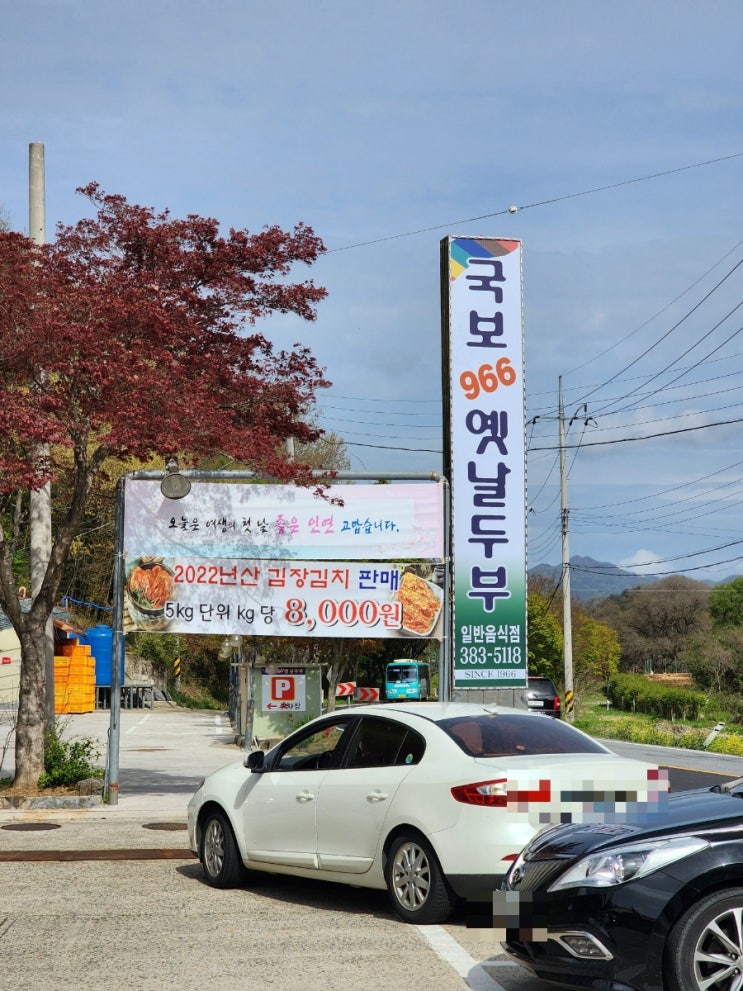 국보
966
옛날두부
일반음식점
383-5118
SINCE 1966
오늘은 여생의 첫 날 좋은 인연 고맙습니다.
2022년산 김장김치 판매
5kg 단위 kg 당 8,000원
P